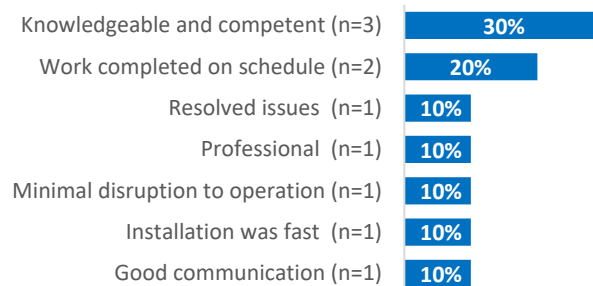 Knowledgeable and competent (n=3) 30%
Work completed on schedule (n=2) 20%
Resolved issues (n=1) 10%
Professional (n=1) 10%
Minimal disruption to operation (n=1) 10%
Installation was fast (n=1) 10%
Good communication (n=1) 10%